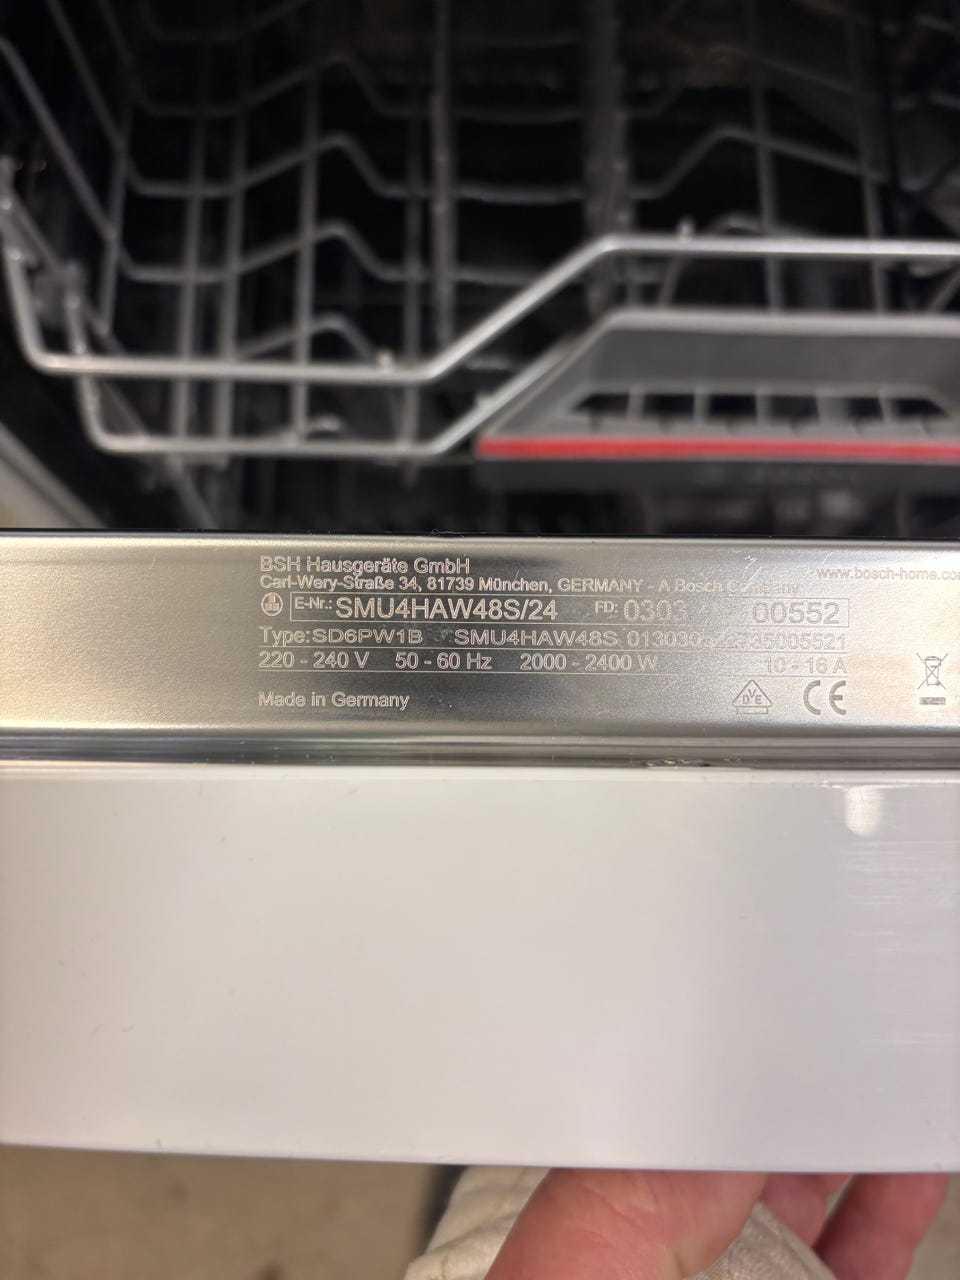 BSH Hausgeräte GmbH
Carl-Wery-Straße 34, 81739 München, GERMANY - A Bosch Company
www.bosch-home.com
E-Nr.: SMU4HAW48S/24 FD: 0303 00552
Type: SD6PW1B SMU4HAW48S
220 - 240 V 50 - 60 Hz 2000 - 2400 W 10 - 16 A
Made in Germany
DVE CE